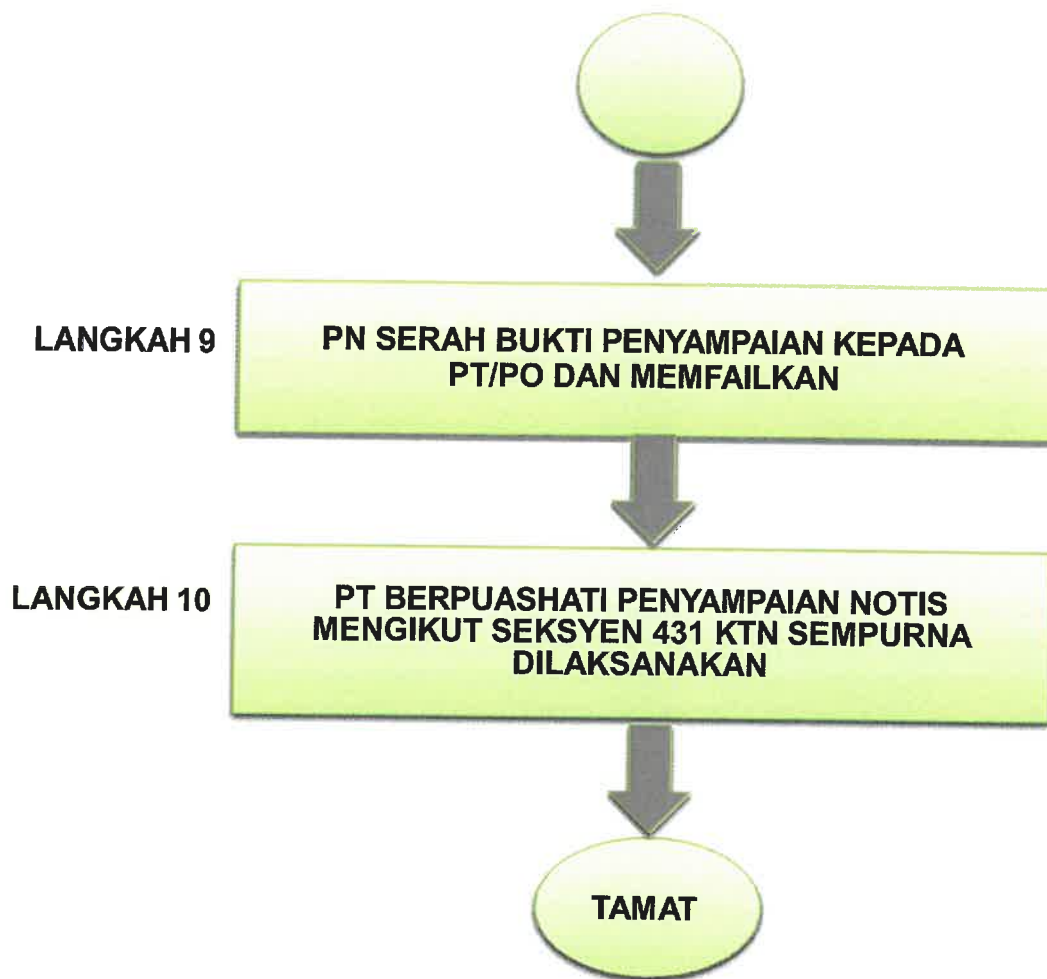 LANGKAH 9
PN SERAH BUKTI PENYAMPAIAN KEPADA
PT/PO DAN MEMFAILKAN
LANGKAH 10
PT BERPUASHATI PENYAMPAIAN NOTIS
MENGIKUT SEKSYEN 431 KTN SEMPURNA
DILAKSANAKAN
TAMAT